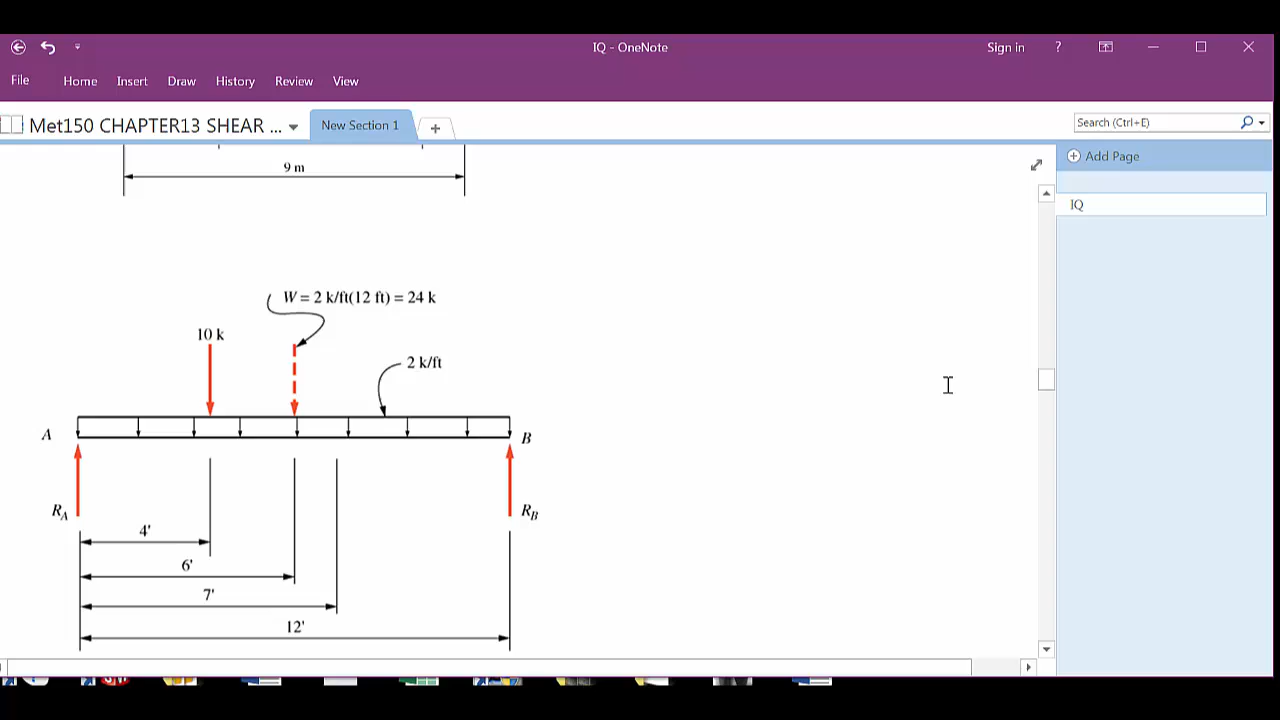 IQ - OneNote
Sign in
?
File
Home
Insert
Draw
History
Review
View
Met150 CHAPTER13 SHEAR ...
New Section 1
+
Search (Ctrl+E)
Add Page
IQ
9 m
W = 2 k/ft(12 ft) = 24 k
10 k
2 k/ft
A
B
R_A
R_B
4'
6'
7'
12'